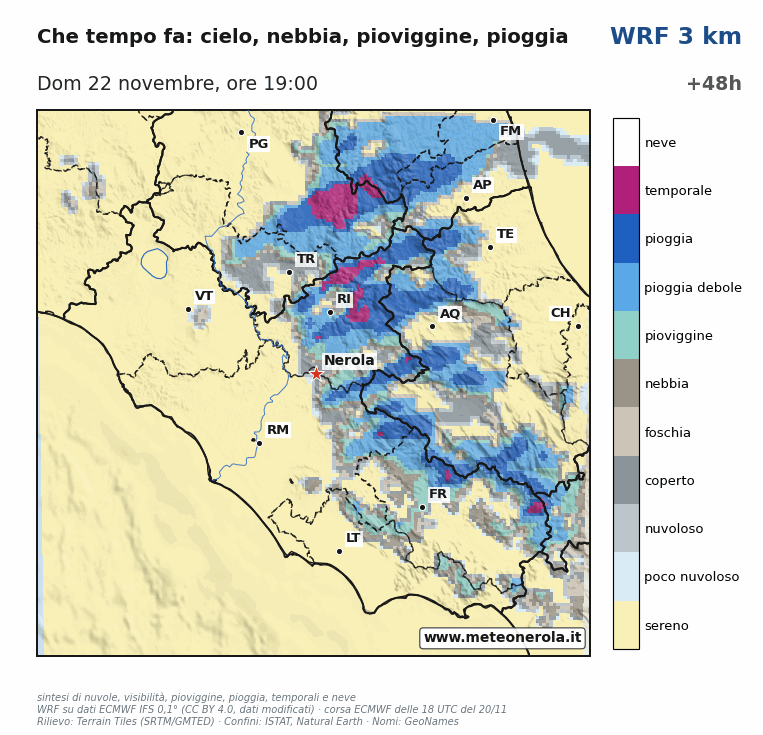 Che tempo fa: cielo, nebbia, pioviggine, pioggia
WRF 3 km
Dom 22 novembre, ore 19:00
+48h
FM
PG
AP
TE
TR
VT
RI
AQ
CH
Nerola
RM
FR
LT
www.meteonerola.it
neve
temporale
pioggia
pioggia debole
pioviggine
nebbia
foschia
coperto
nuvoloso
poco nuvoloso
sereno
sintesi di nuvole, visibilità, pioviggine, pioggia, temporali e neve
WRF su dati ECMWF IFS 0,1° (CC BY 4.0, dati modificati) · corsa ECMWF delle 18 UTC del 20/11
Rilievo: Terrain Tiles (SRTM/GMTED) · Confini: ISTAT, Natural Earth · Nomi: GeoNames